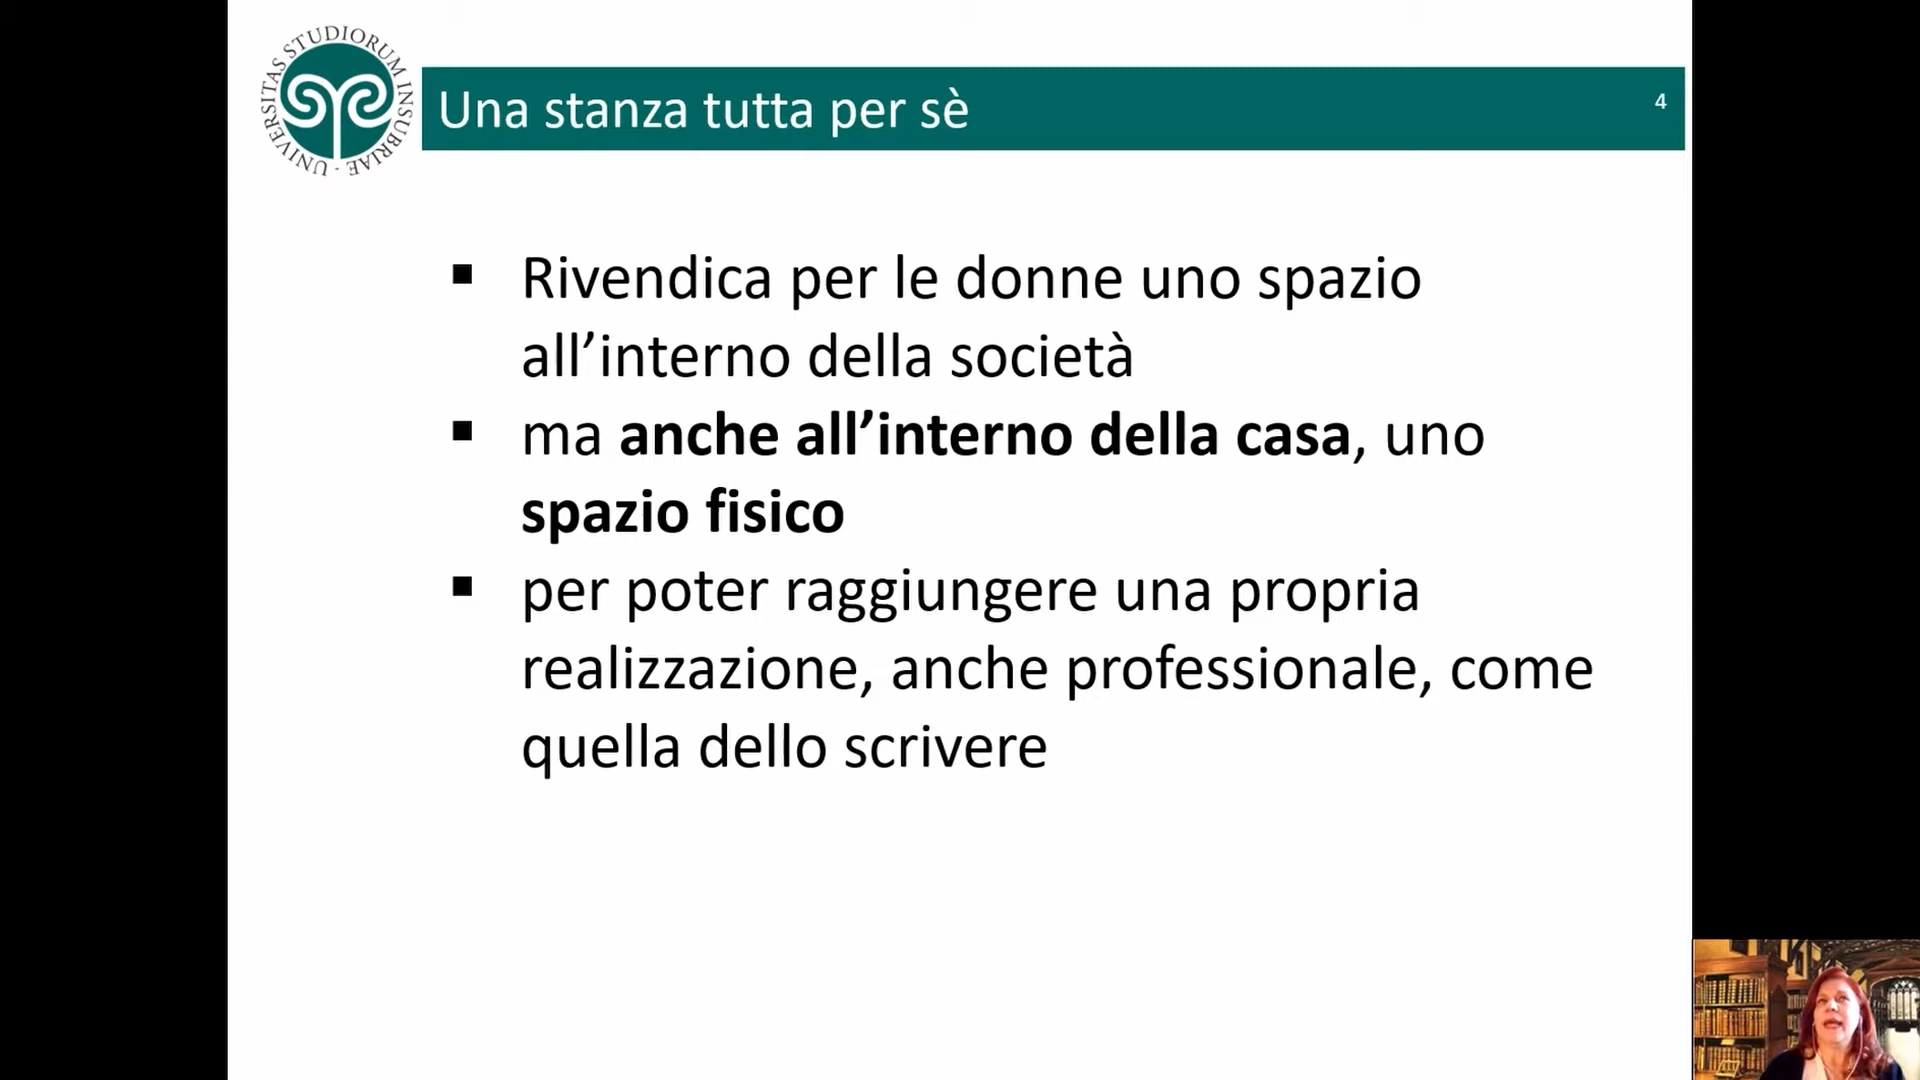 UNIVERSITAS STUDIORUM INSUBRIAE
Una stanza tutta per sè
4
▪ Rivendica per le donne uno spazio
all’interno della società
▪ ma anche all’interno della casa, uno
spazio fisico
▪ per poter raggiungere una propria
realizzazione, anche professionale, come
quella dello scrivere